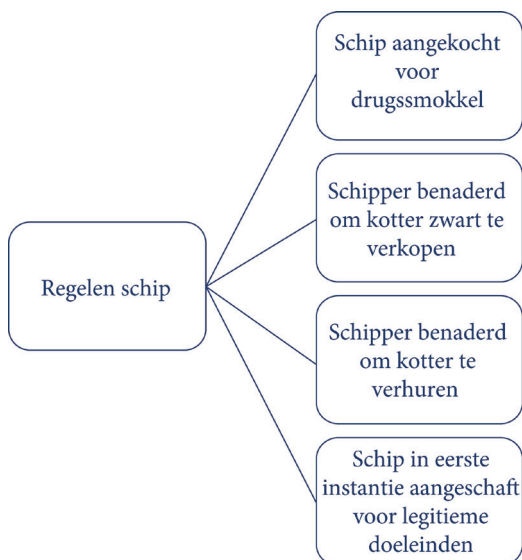 Regelen schip
Schip aangekocht
voor
drugssmokkel
Schipper benaderd
om kotter zwart te
verkopen
Schipper benaderd
om kotter te
verhuren
Schip in eerste
instantie aangeschaft
voor legitieme
doeleinden